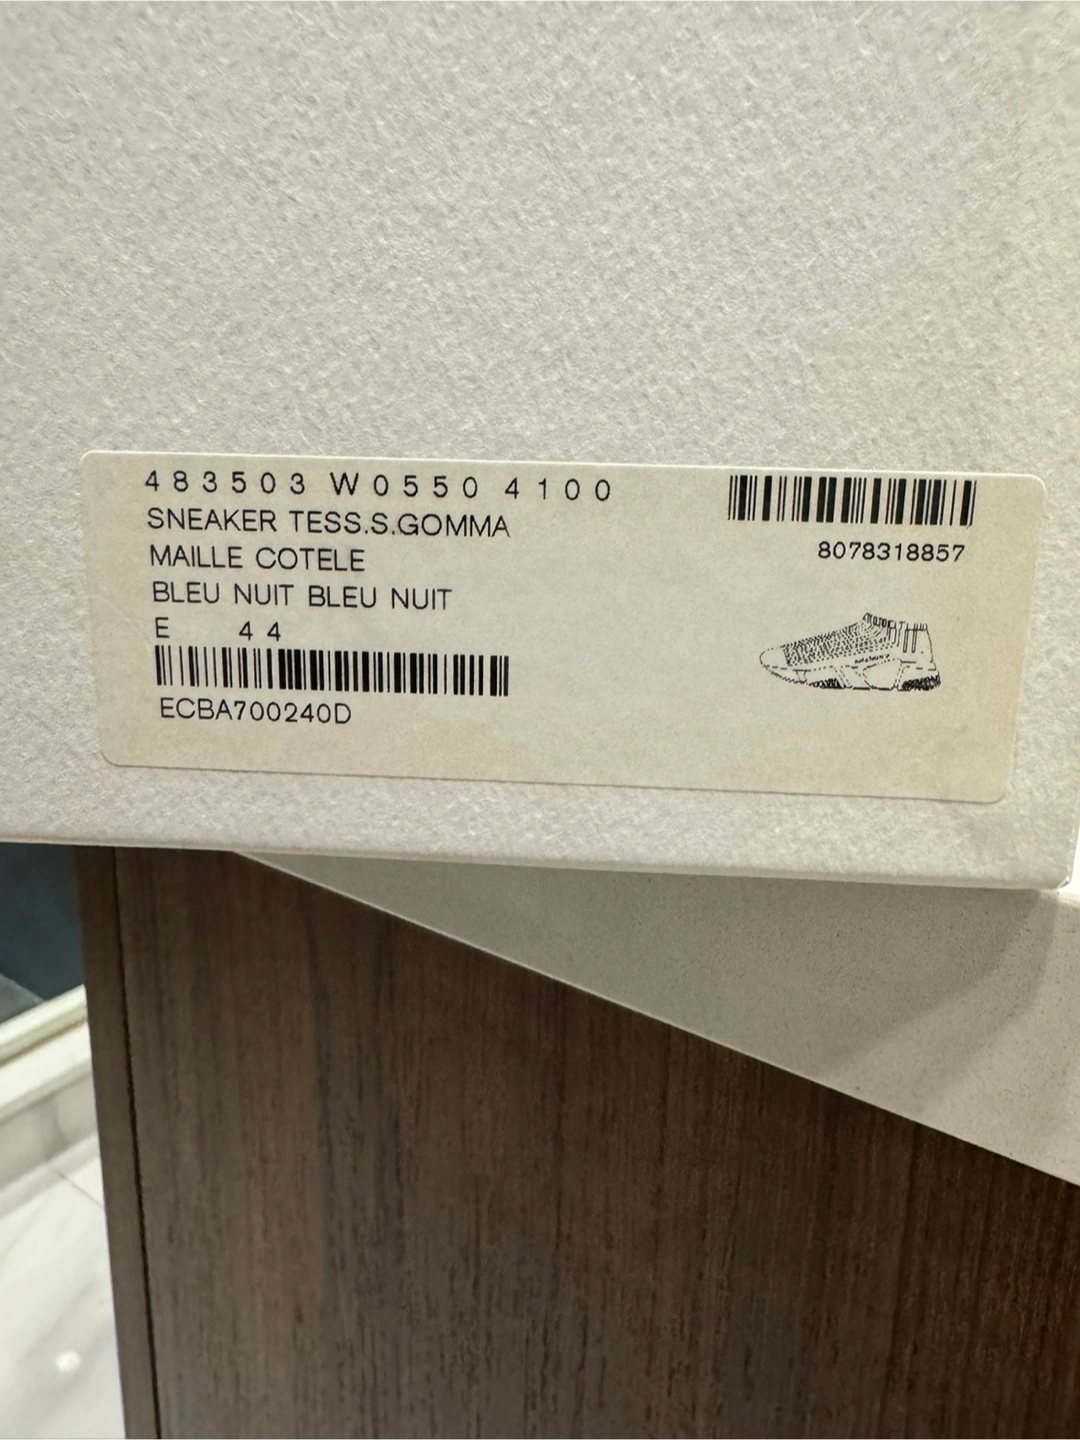 483503 W0550 4100
SNEAKER TESS.S.GOMMA
MAILLE COTELE
BLEU NUIT BLEU NUIT
E 44
ECBA700240D
8078318857